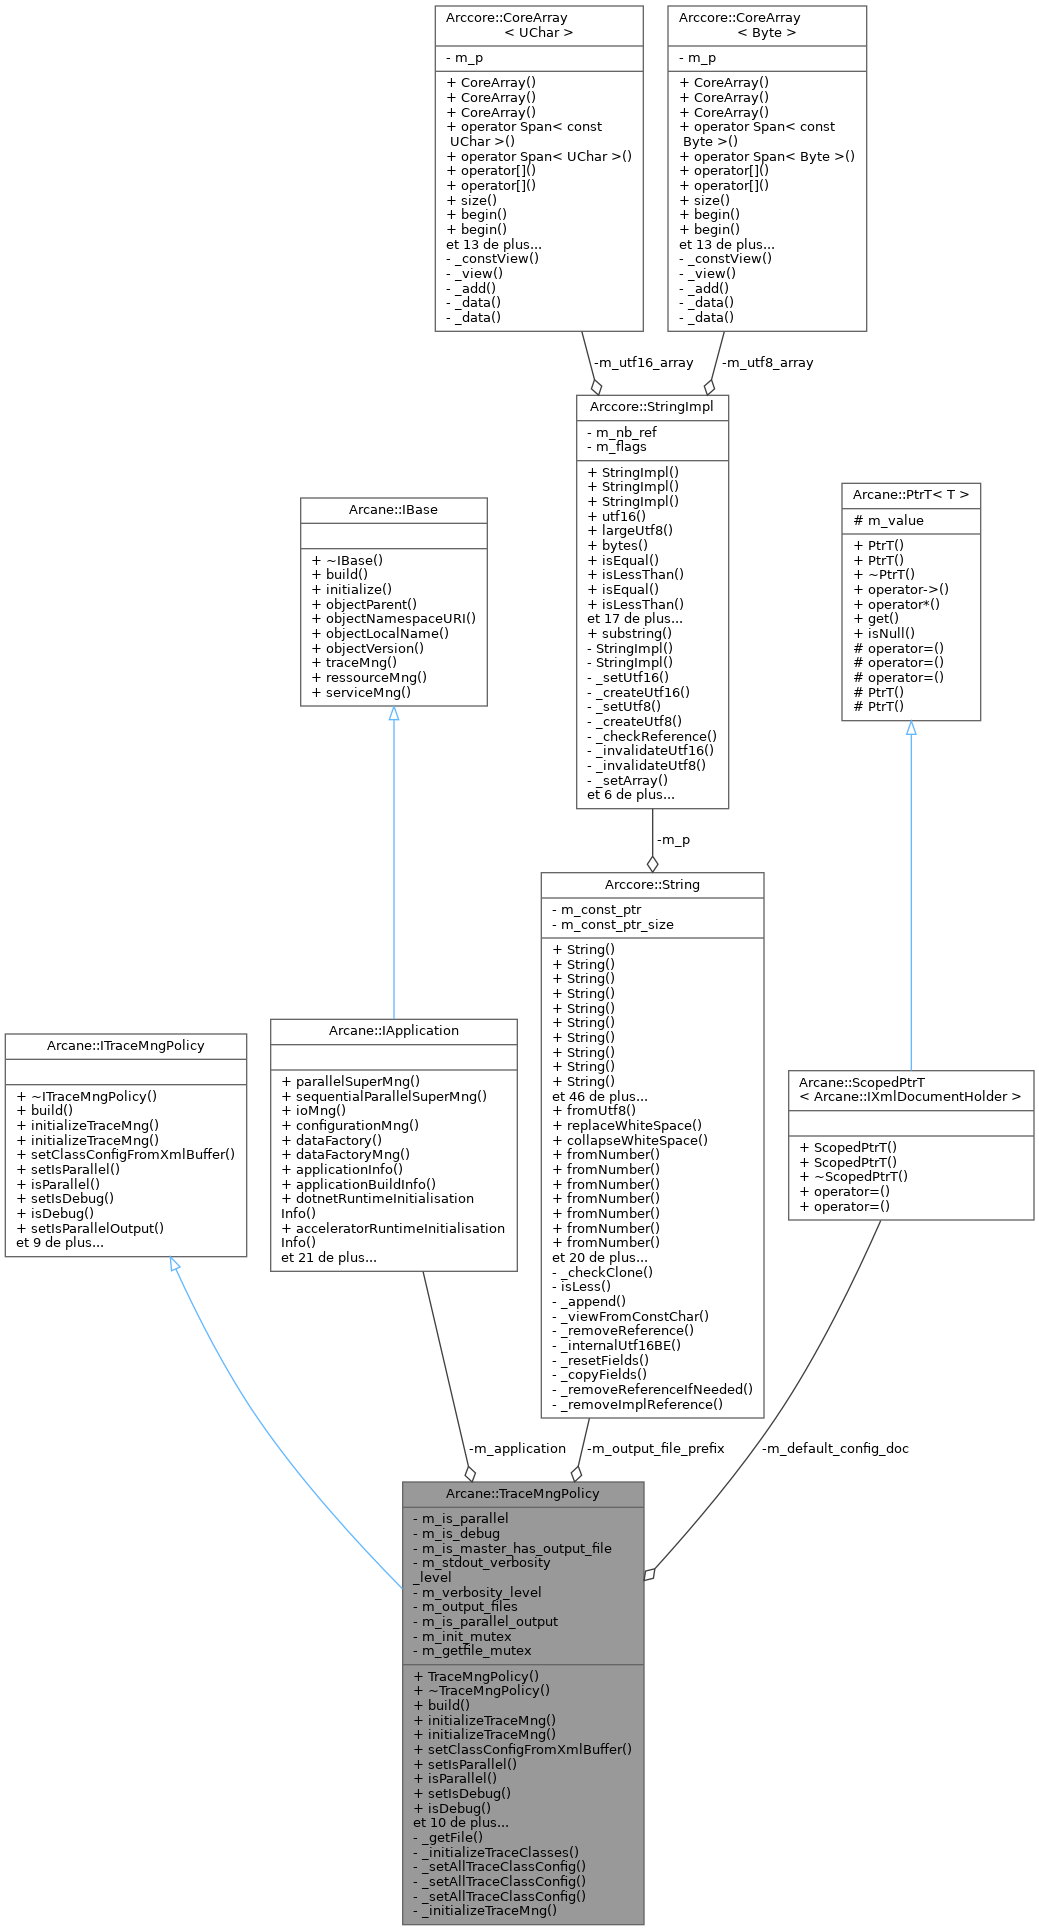 Arccore::CoreArray
< UChar >
- m_p
+ CoreArray()
+ CoreArray()
+ CoreArray()
+ operator Span< const
UChar >()
+ operator Span< UChar >()
+ operator[]()
+ operator[]()
+ size()
+ begin()
+ begin()
et 13 de plus...
- _constView()
- _view()
- _add()
- _data()
- _data()
Arccore::CoreArray
< Byte >
- m_p
+ CoreArray()
+ CoreArray()
+ CoreArray()
+ operator Span< const
Byte >()
+ operator Span< Byte >()
+ operator[]()
+ operator[]()
+ size()
+ begin()
+ begin()
et 13 de plus...
- _constView()
- _view()
- _add()
- _data()
- _data()
-m_utf16_array
-m_utf8_array
Arccore::StringImpl
- m_nb_ref
- m_flags
+ StringImpl()
+ StringImpl()
+ StringImpl()
+ utf16()
+ largeUtf8()
+ bytes()
+ isEqual()
+ isLessThan()
+ isEqual()
+ isLessThan()
et 17 de plus...
+ substring()
- StringImpl()
- StringImpl()
- _setUtf16()
- _createUtf16()
- _setUtf8()
- _createUtf8()
- _checkReference()
- _invalidateUtf16()
- _invalidateUtf8()
- _setArray()
et 6 de plus...
Arcane::IBase
+ ~IBase()
+ build()
+ initialize()
+ objectParent()
+ objectNamespaceURI()
+ objectLocalName()
+ objectVersion()
+ traceMng()
+ ressourceMng()
+ serviceMng()
Arcane::PtrT< T >
# m_value
+ PtrT()
+ PtrT()
+ ~PtrT()
+ operator->()
+ operator*()
+ get()
+ isNull()
# operator=()
# operator=()
# operator=()
# PtrT()
# PtrT()
-m_p
Arccore::String
- m_const_ptr
- m_const_ptr_size
+ String()
+ String()
+ String()
+ String()
+ String()
+ String()
+ String()
+ String()
+ String()
+ String()
et 46 de plus...
+ fromUtf8()
+ replaceWhiteSpace()
+ collapseWhiteSpace()
+ fromNumber()
+ fromNumber()
+ fromNumber()
+ fromNumber()
+ fromNumber()
+ fromNumber()
+ fromNumber()
et 20 de plus...
- _checkClone()
- isLess()
- _append()
- _viewFromConstChar()
- _removeReference()
- _internalUtf16BE()
- _resetFields()
- _copyFields()
- _removeReferenceIfNeeded()
- _removeImplReference()
Arcane::ITraceMngPolicy
+ ~ITraceMngPolicy()
+ build()
+ initializeTraceMng()
+ initializeTraceMng()
+ setClassConfigFromXmlBuffer()
+ setIsParallel()
+ isParallel()
+ setIsDebug()
+ isDebug()
+ setIsParallelOutput()
et 9 de plus...
Arcane::IApplication
+ parallelSuperMng()
+ sequentialParallelSuperMng()
+ ioMng()
+ configurationMng()
+ dataFactory()
+ dataFactoryMng()
+ applicationInfo()
+ applicationBuildInfo()
+ dotnetRuntimeInitialisation
Info()
+ acceleratorRuntimeInitialisation
Info()
et 21 de plus...
Arcane::ScopedPtrT
< Arcane::IXmlDocumentHolder >
+ ScopedPtrT()
+ ScopedPtrT()
+ ~ScopedPtrT()
+ operator=()
+ operator=()
-m_application
-m_output_file_prefix
-m_default_config_doc
Arcane::TraceMngPolicy
- m_is_parallel
- m_is_debug
- m_is_master_has_output_file
- m_stdout_verbosity
_level
- m_verbosity_level
- m_output_files
- m_is_parallel_output
- m_init_mutex
- m_getfile_mutex
+ TraceMngPolicy()
+ ~TraceMngPolicy()
+ build()
+ initializeTraceMng()
+ initializeTraceMng()
+ setClassConfigFromXmlBuffer()
+ setIsParallel()
+ isParallel()
+ setIsDebug()
+ isDebug()
et 10 de plus...
- _getFile()
- _initializeTraceClasses()
- _setAllTraceClassConfig()
- _setAllTraceClassConfig()
- _setAllTraceClassConfig()
- _initializeTraceMng()